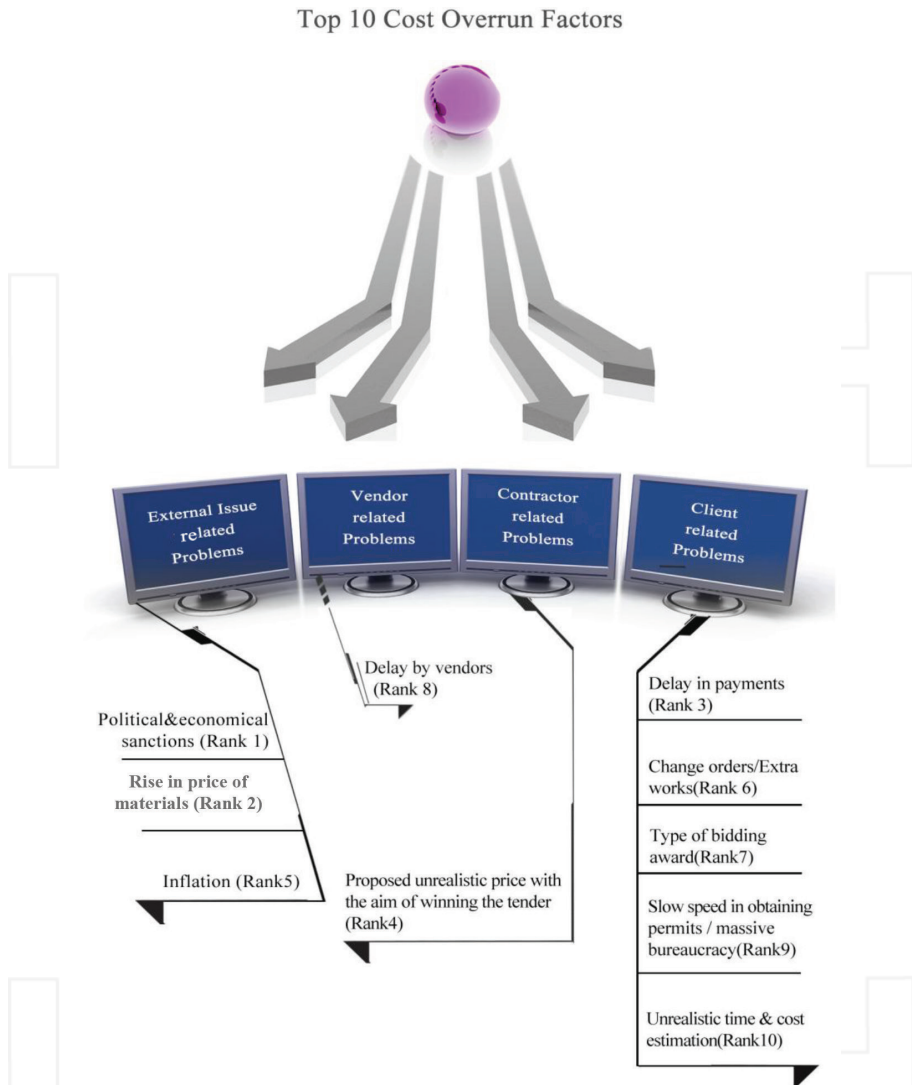 Top 10 Cost Overrun Factors
External Issue
related
Problems
Vendor
related
Problems
Contractor
related
Problems
Client
related
Problems
Political&economical
sanctions (Rank 1)
Rise in price of
materials (Rank 2)
Inflation (Rank5)
Delay by vendors
(Rank 8)
Proposed unrealistic price with
the aim of winning the tender
(Rank4)
Delay in payments
(Rank 3)
Change orders/Extra
works(Rank 6)
Type of bidding
award(Rank7)
Slow speed in obtaining
permits / massive
bureaucracy(Rank9)
Unrealistic time & cost
estimation(Rank10)